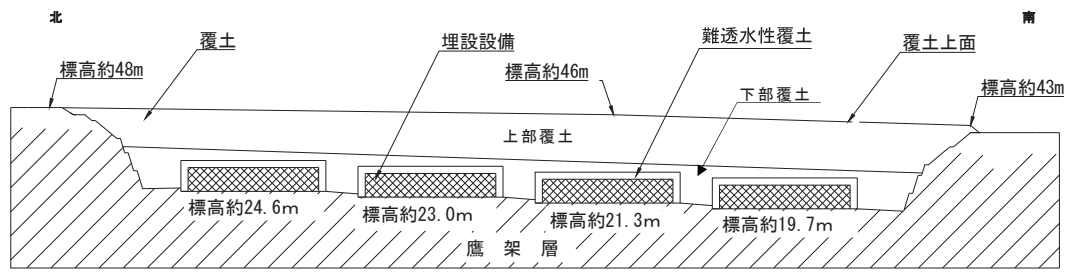 北
南
覆土
埋設設備
難透水性覆土
覆土上面
標高約48m
標高約46m
標高約43m
下部覆土
上部覆土
標高約24.6m
標高約23.0m
標高約21.3m
標高約19.7m
鷹架層